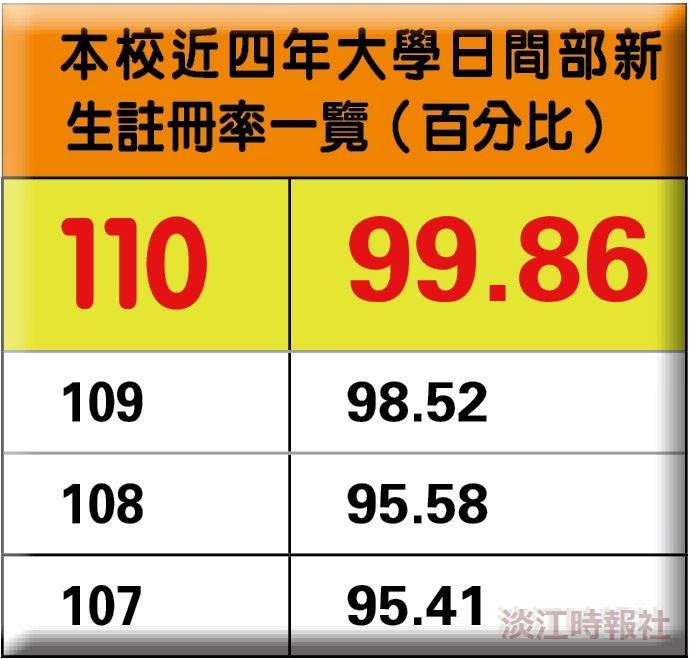 本校近四年大學日間部新
生註冊率一覽（百分比）
110 99.86
109 98.52
108 95.58
107 95.41
淡江時報社